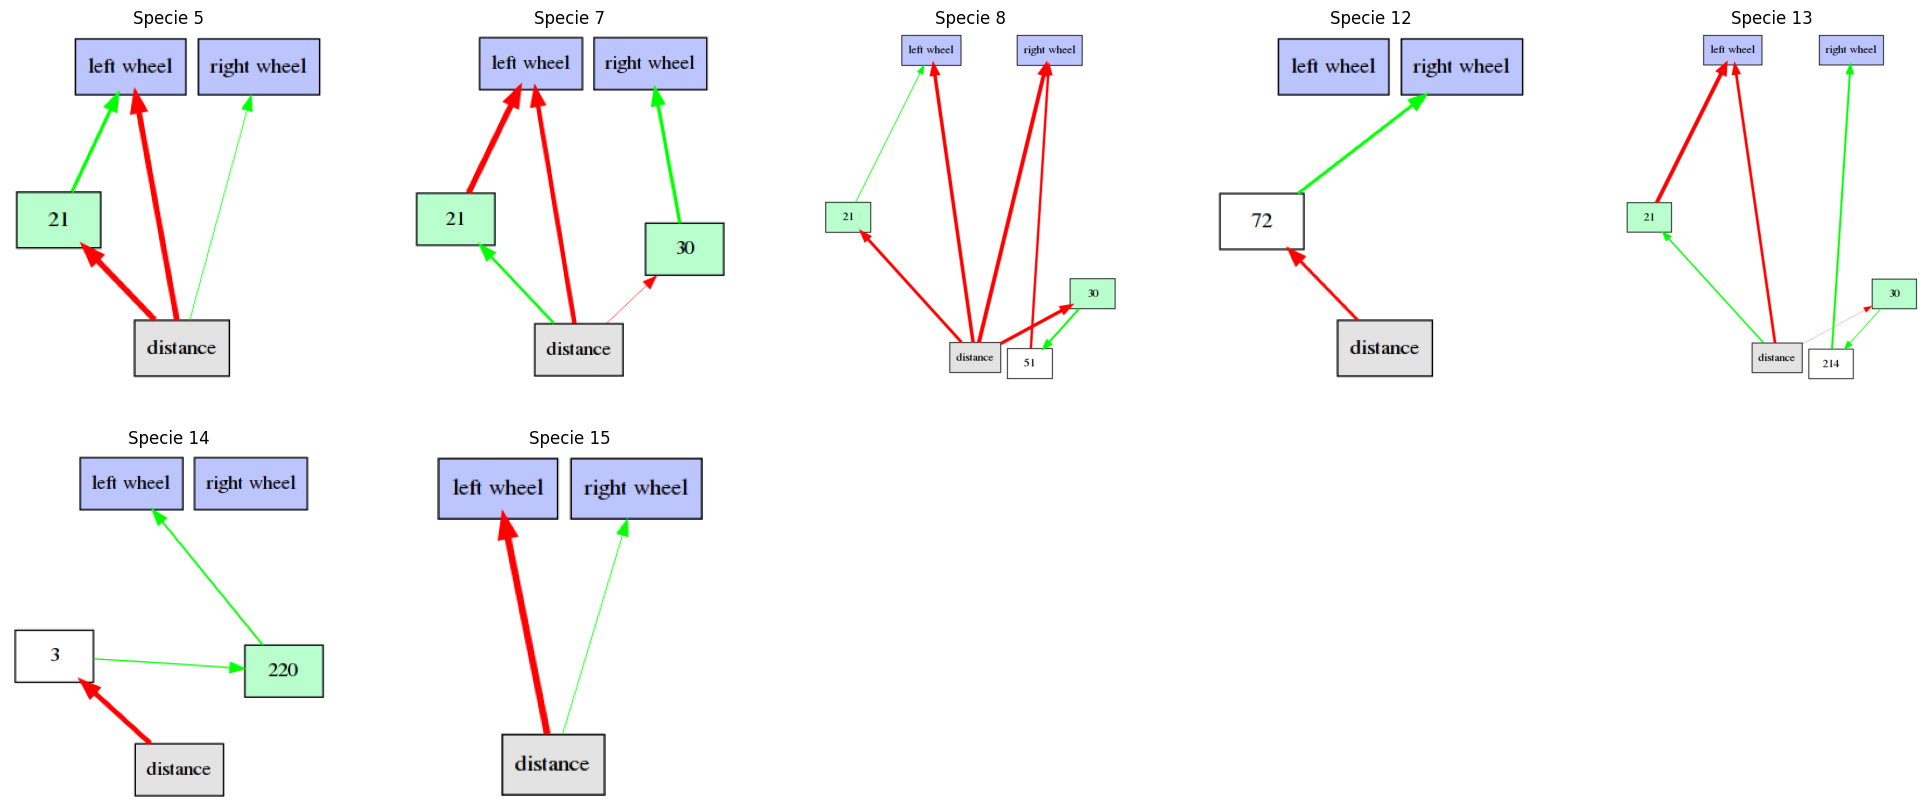 Specie 5
left wheel
right wheel
21
distance
Specie 7
left wheel
right wheel
21
30
distance
Specie 8
left wheel
right wheel
21
30
distance
51
Specie 12
left wheel
right wheel
72
distance
Specie 13
left wheel
right wheel
21
30
distance
214
Specie 14
left wheel
right wheel
3
220
distance
Specie 15
left wheel
right wheel
distance